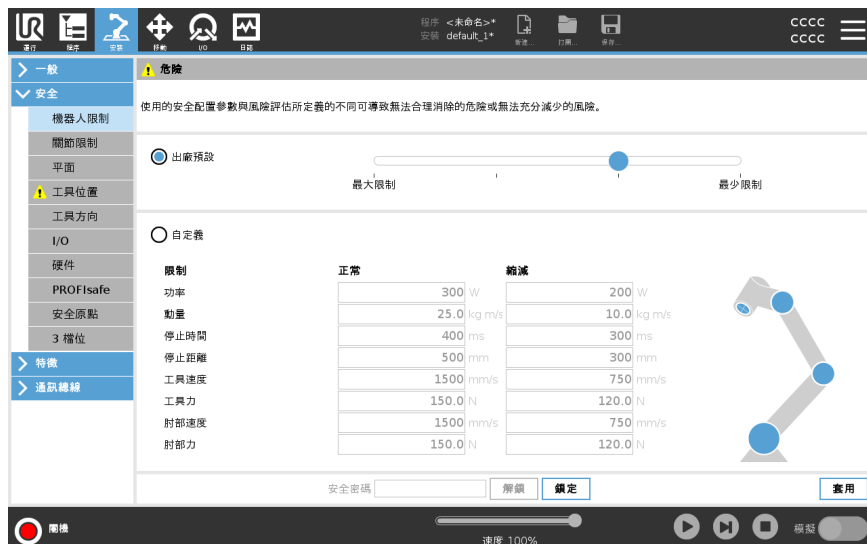 程序 <未命名>*
安裝 default_1*
cccc
cccc
運行 程序 安裝 移動 I/O 日誌
新建... 打開... 保存...
一般
安全
機器人限制
關節限制
平面
工具位置
工具方向
I/O
硬件
PROFIsafe
安全原點
3 檔位
特徵
通訊總線
危險
使用的安全配置參數與風險評估所定義的不同可導致無法合理消除的危險或無法充分減少的風險。
出廠預設
最大限制 最少限制
自定義
限制 正常 縮減
功率 300 W 200 W
動量 25.0 kg m/s 10.0 kg m/s
停止時間 400 ms 300 ms
停止距離 500 mm 300 mm
工具速度 1500 mm/s 750 mm/s
工具力 150.0 N 120.0 N
肘部速度 1500 mm/s 750 mm/s
肘部力 150.0 N 120.0 N
安全密碼 解鎖 鎖定 套用
關機
速度 100%
模擬